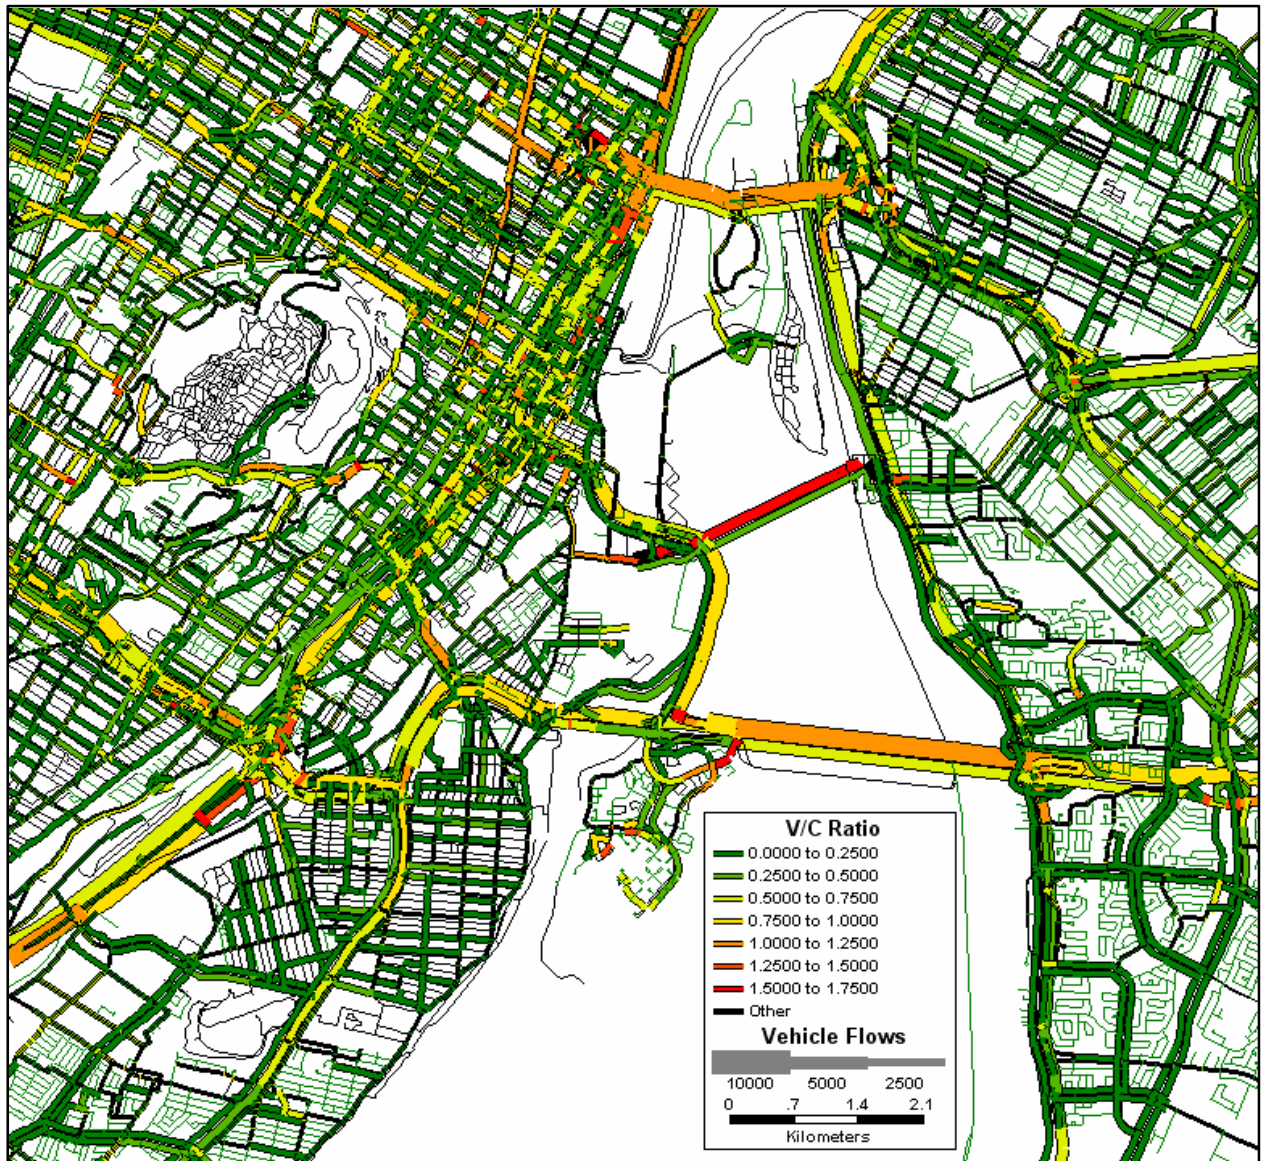 V/C Ratio
0.0000 to 0.2500
0.2500 to 0.5000
0.5000 to 0.7500
0.7500 to 1.0000
1.0000 to 1.2500
1.2500 to 1.5000
1.5000 to 1.7500
Other
Vehicle Flows
10000 5000 2500
0 .7 1.4 2.1
Kilometers